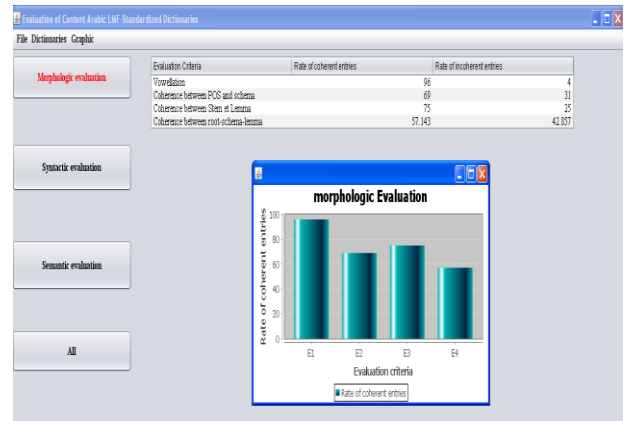 Evaluation of Content Arabic LMF Standardized Dictionaries
File Dictionaries Graphic
Morphologic evaluation
Evaluation Criteria Rate of coherent entries Rate of incoherent entries
Vowellation 96 4
Coherence between POS and schema 69 31
Coherence between Stem et Lemma 75 25
Coherence between root-schema-lemma 57.143 42.857
Syntactic evaluation
Semantic evaluation
All
morphologic Evaluation
Rate of coherent entries
100
80
60
40
20
0
E1 E2 E3 E4
Evaluation criteria
Rate of coherent entries